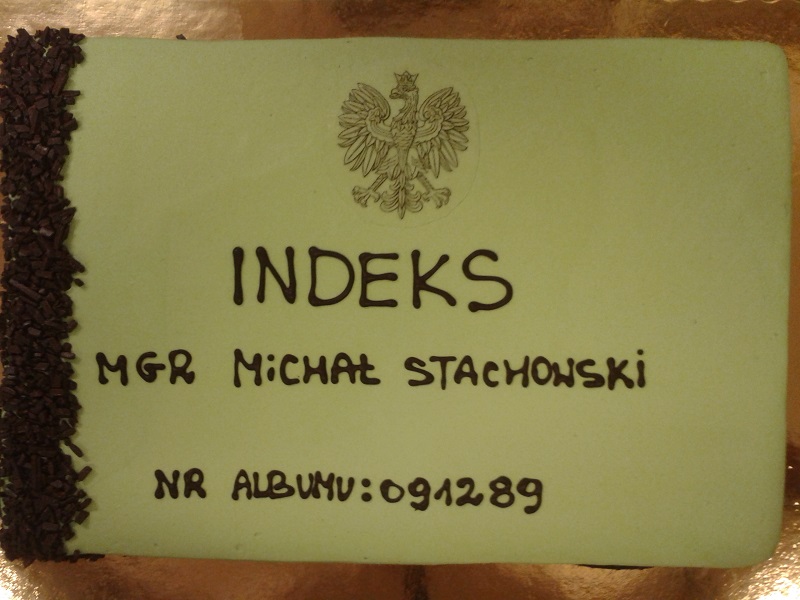 INDEKS
MGR MiCHAŁ STACHOWSKi
NR ALBUMU:091289